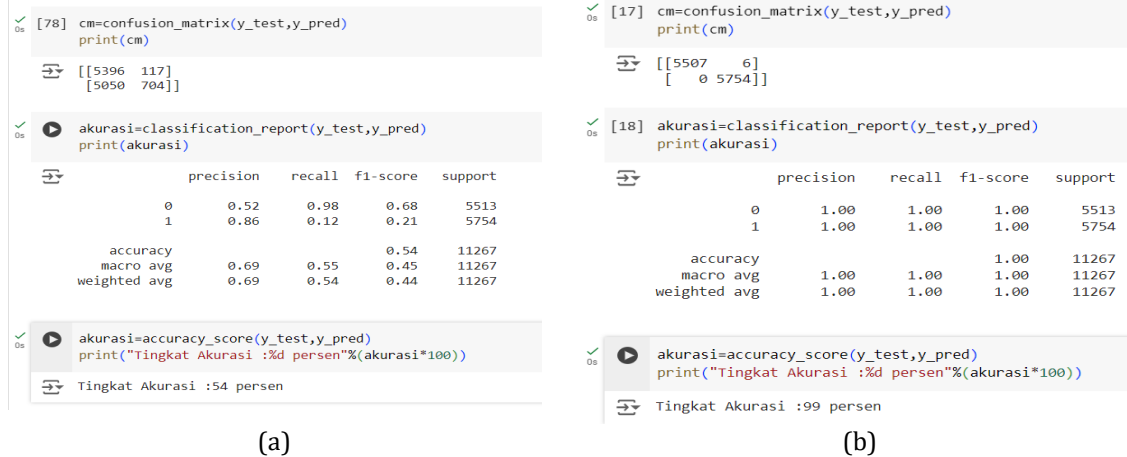 [78] cm=confusion_matrix(y_test,y_pred)
print(cm)
0s
[[5396 117]
[5050 704]]
akurasi=classification_report(y_test,y_pred)
print(akurasi)
0s
precision recall f1-score support
0 0.52 0.98 0.68 5513
1 0.86 0.12 0.21 5754
accuracy 0.54 11267
macro avg 0.69 0.55 0.45 11267
weighted avg 0.69 0.54 0.44 11267
akurasi=accuracy_score(y_test,y_pred)
0s
print("Tingkat Akurasi :%d persen"%(akurasi*100))
Tingkat Akurasi :54 persen
(a)
[17] cm=confusion_matrix(y_test,y_pred)
0s
print(cm)
[[5507 6]
[ 0 5754]]
[18] akurasi=classification_report(y_test,y_pred)
0s
print(akurasi)
precision recall f1-score support
0 1.00 1.00 1.00 5513
1 1.00 1.00 1.00 5754
accuracy 1.00 11267
macro avg 1.00 1.00 1.00 11267
weighted avg 1.00 1.00 1.00 11267
akurasi=accuracy_score(y_test,y_pred)
0s
print("Tingkat Akurasi :%d persen"%(akurasi*100))
Tingkat Akurasi :99 persen
(b)